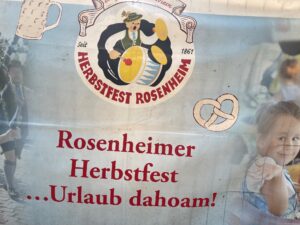 Seit 1861
HERBSTFEST ROSENHEIM
Rosenheimer
Herbstfest
...Urlaub dahoam!